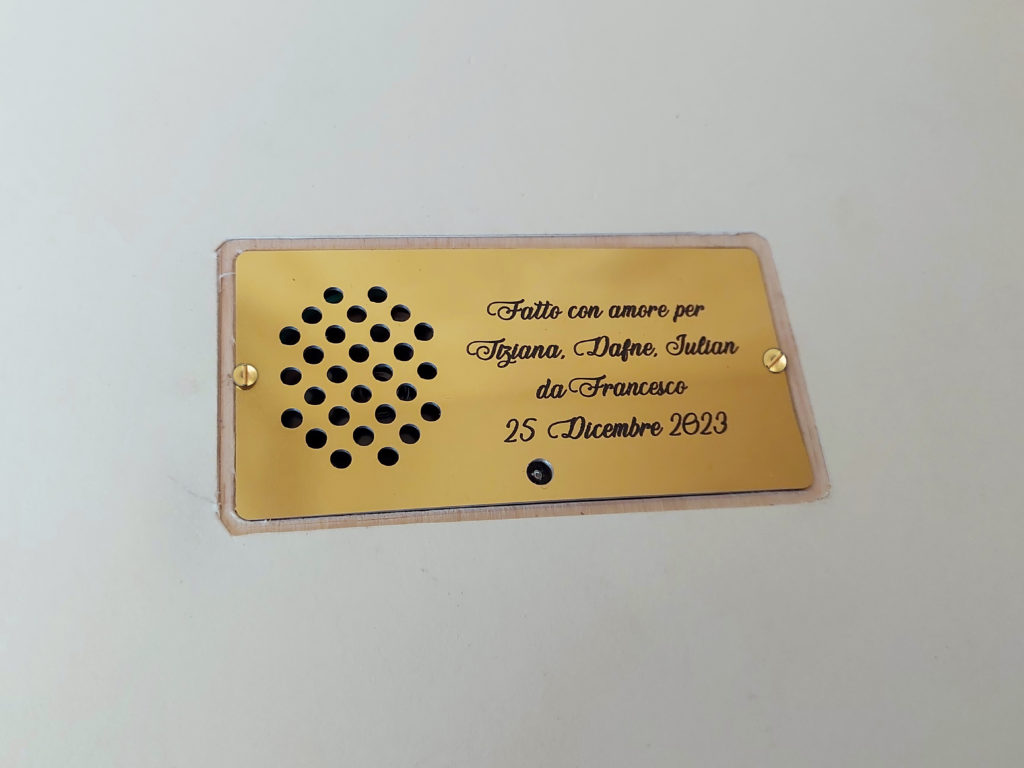 Fatto con amore per
Tiziana, Dafne, Julian
da Francesco
25 Dicembre 2023